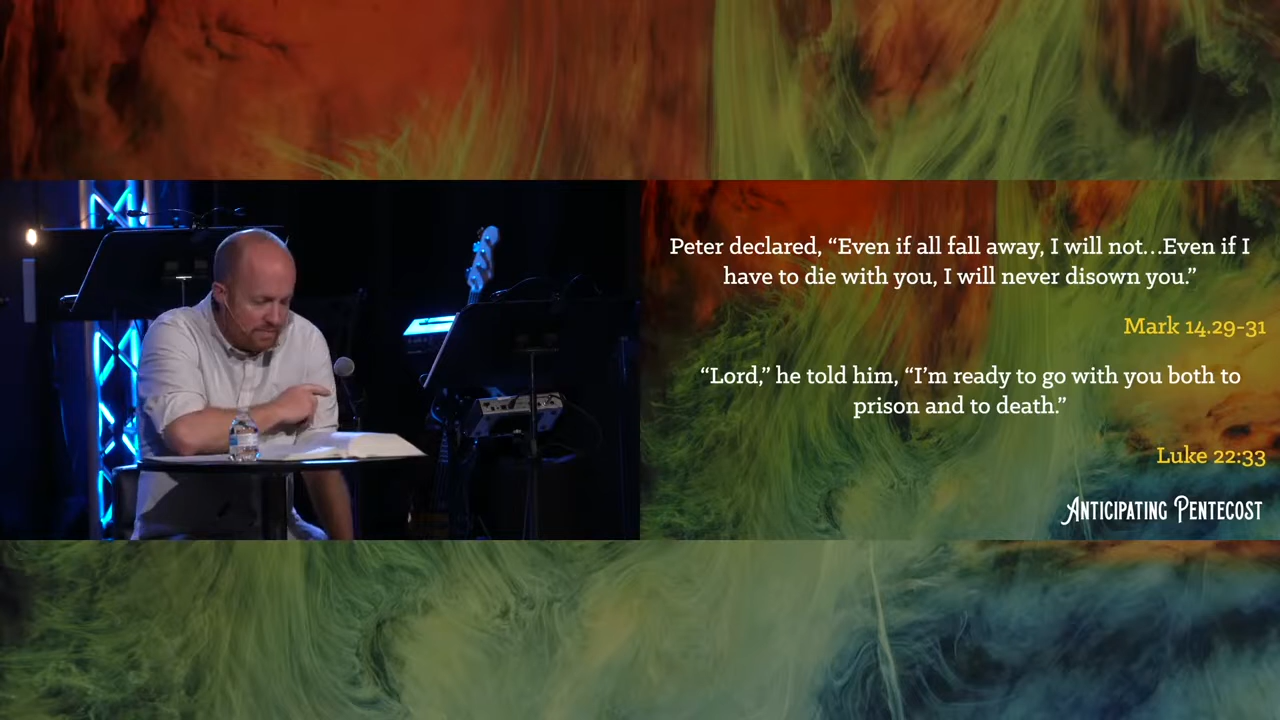 Peter declared, “Even if all fall away, I will not...Even if I
have to die with you, I will never disown you.”
Mark 14.29-31
“Lord,” he told him, “I’m ready to go with you both to
prison and to death.”
Luke 22:33
Anticipating Pentecost